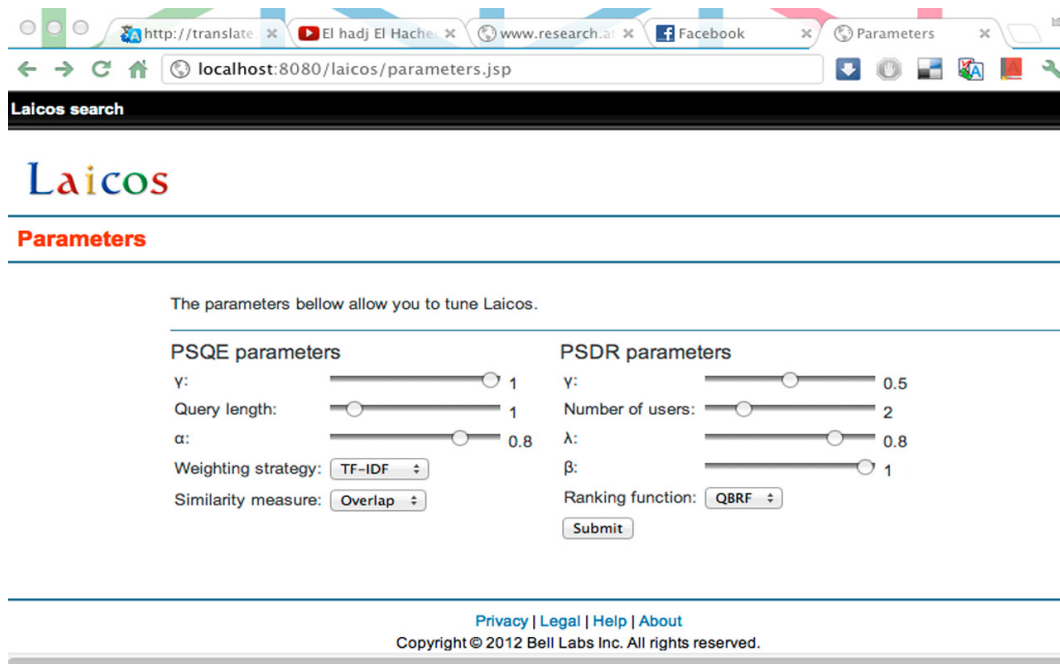 http://translate. El hadj El Hache www.research.at Facebook Parameters
localhost:8080/laicos/parameters.jsp
Laicos search
Laicos
Parameters
The parameters bellow allow you to tune Laicos.
PSQE parameters
γ: 1
Query length: 1
α: 0.8
Weighting strategy: TF-IDF
Similarity measure: Overlap
PSDR parameters
γ: 0.5
Number of users: 2
λ: 0.8
β: 1
Ranking function: QBRF
Submit
Privacy | Legal | Help | About
Copyright © 2012 Bell Labs Inc. All rights reserved.